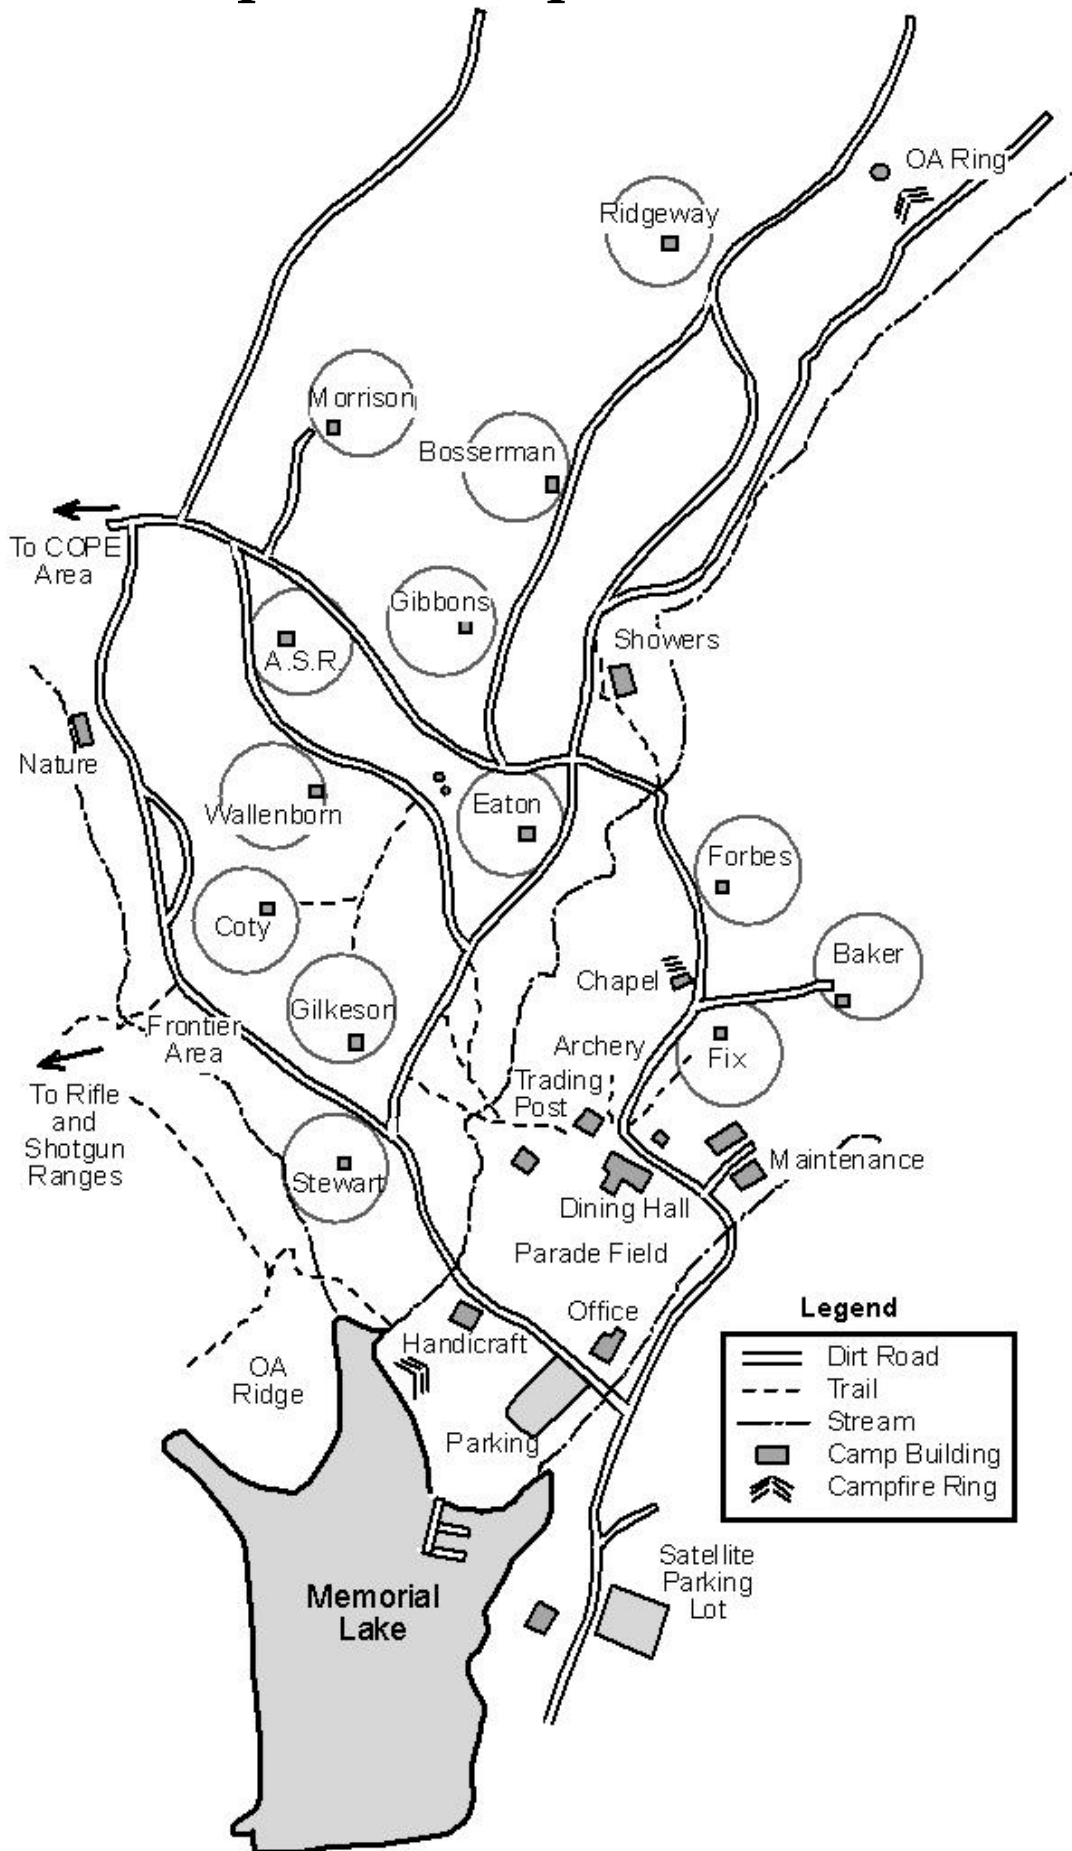 OA Ring
Ridgeway
Morrison
Bosserman
To COPE
Area
Gibbons
Showers
A.S.R.
Nature
Wallenborn
Eaton
Forbes
Coty
Baker
Chapel
Gilkeson
Frontier
Area
Archery
Fix
Trading
Post
To Rifle
and
Shotgun
Ranges
Stewart
Maintenance
Dining Hall
Parade Field
Office
Handicraft
OA
Ridge
Parking
Legend
Dirt Road
Trail
Stream
Camp Building
Campfire Ring
Satellite
Parking
Lot
Memorial
Lake